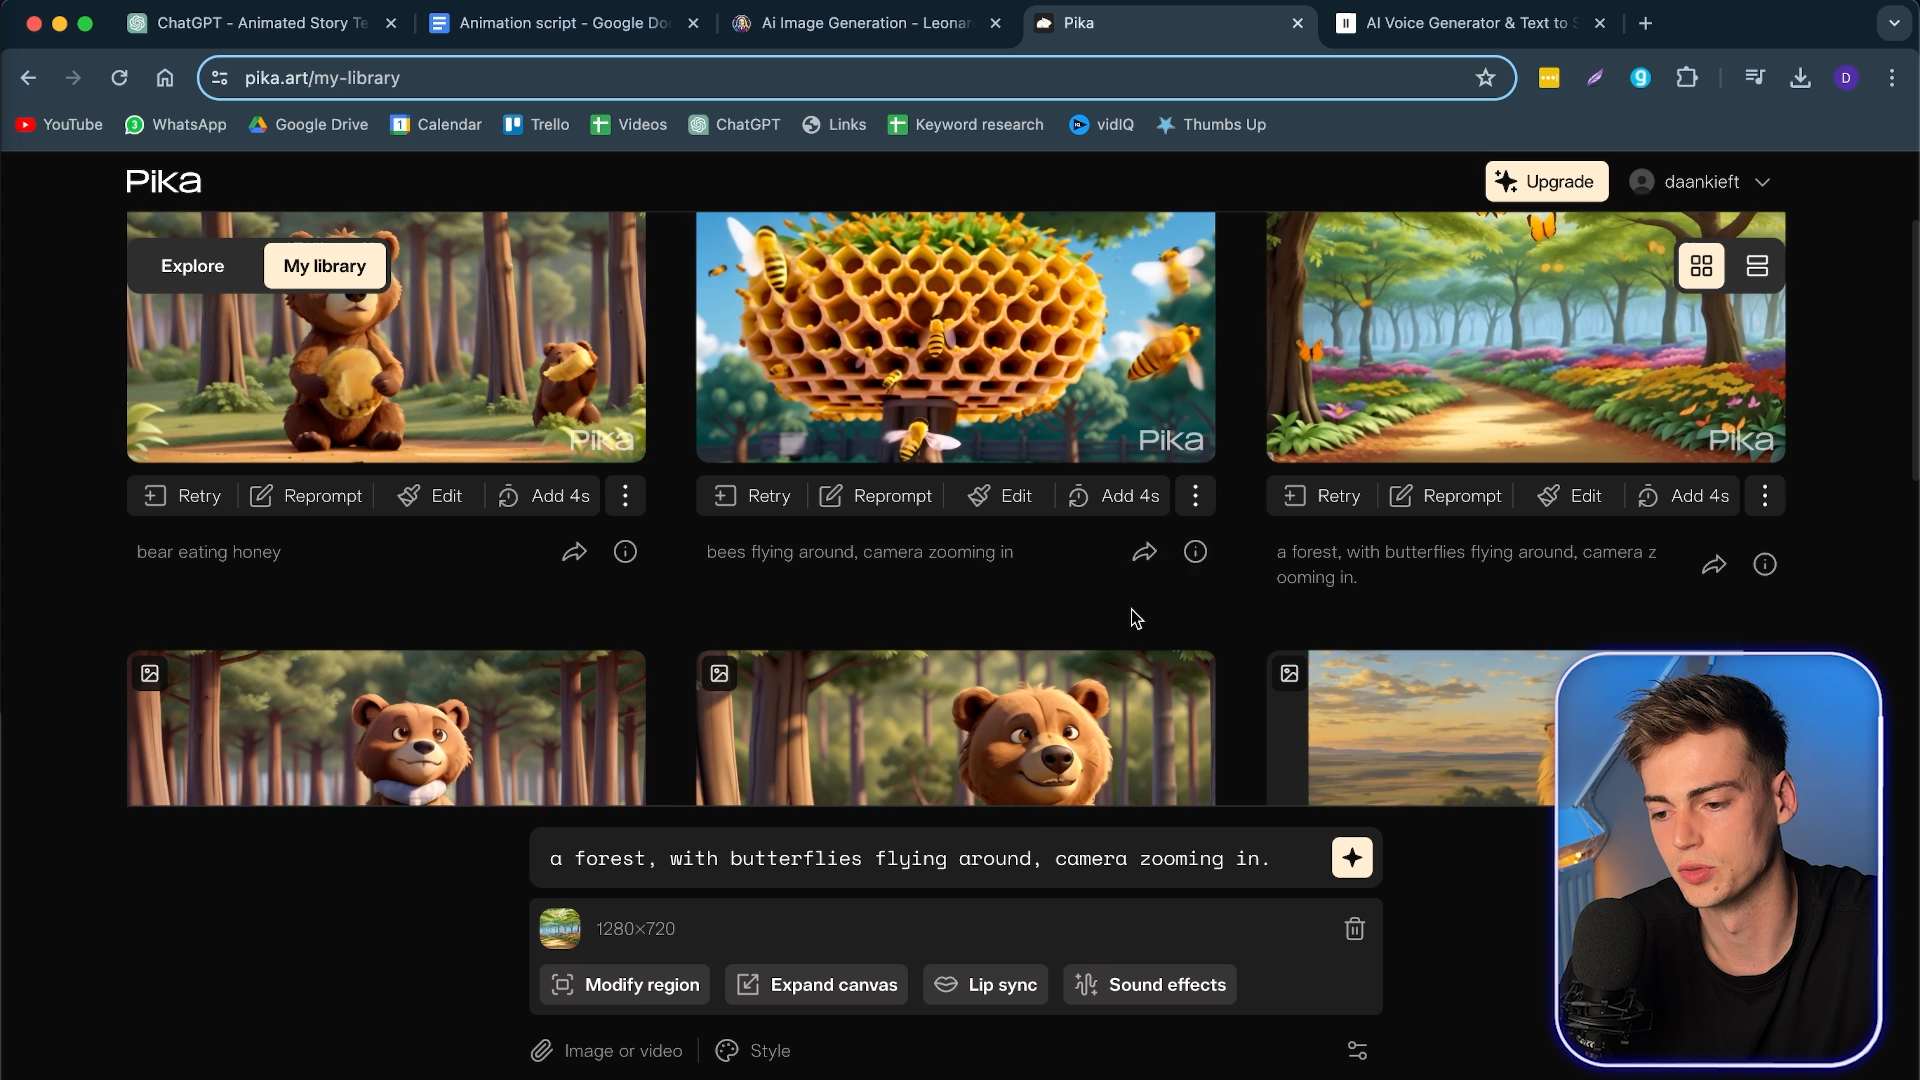 ChatGPT - Animated Story Te
Animation script - Google Do
Ai Image Generation - Leonar
Pika
AI Voice Generator & Text to S
pika.art/my-library
D
YouTube
3 WhatsApp
Google Drive
1 Calendar
Trello
Videos
ChatGPT
Links
Keyword research
vidIQ
Thumbs Up
Pika
Upgrade
daankieft
Explore
My library
Pika
Pika
Pika
Retry
Reprompt
Edit
Add 4s
Retry
Reprompt
Edit
Add 4s
Retry
Reprompt
Edit
Add 4s
bear eating honey
bees flying around, camera zooming in
a forest, with butterflies flying around, camera z
ooming in.
a forest, with butterflies flying around, camera zooming in.
1280×720
Modify region
Expand canvas
Lip sync
Sound effects
Image or video
Style